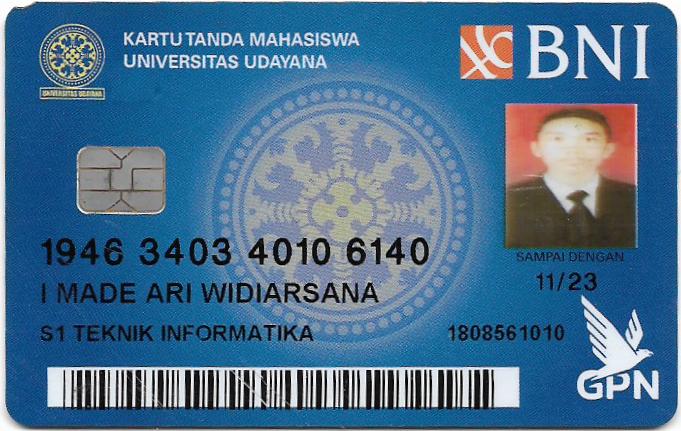 KARTU TANDA MAHASISWA
UNIVERSITAS UDAYANA
UNIVERSITAS UDAYANA
BNI
SAMPAI DENGAN
11/23
1946 3403 4010 6140
I MADE ARI WIDIARSANA
S1 TEKNIK INFORMATIKA
1808561010
GPN